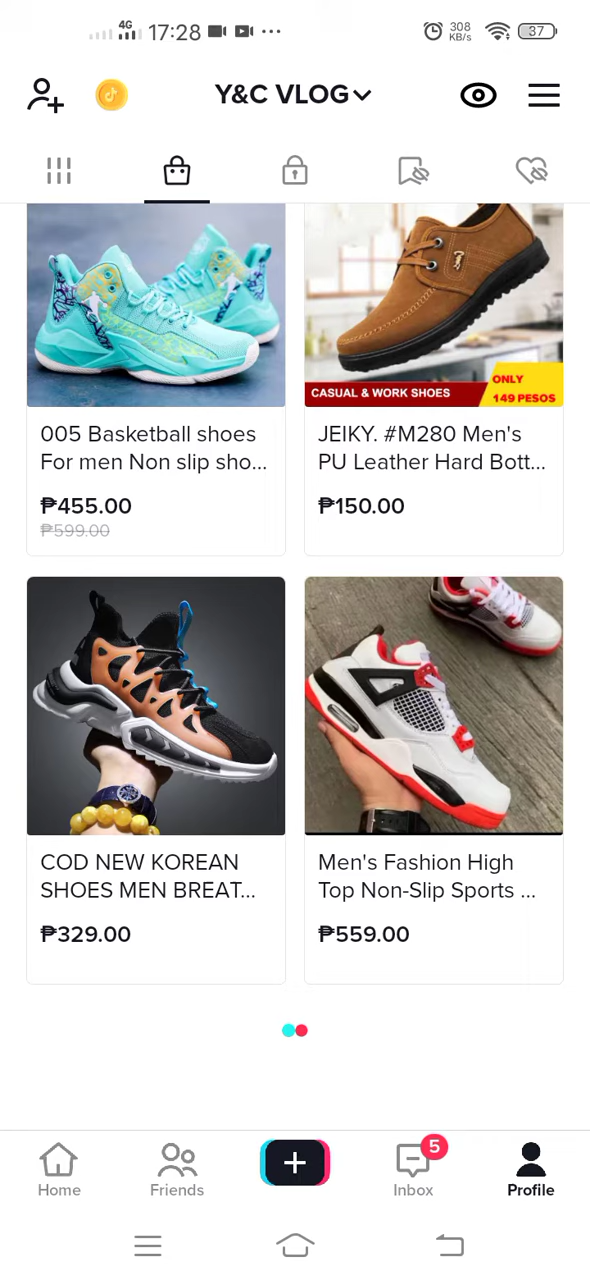 4G 17:28 308 KB/s 37
Y&C VLOG
CASUAL & WORK SHOES
ONLY
149 PESOS
005 Basketball shoes
For men Non slip sho...
₱455.00
₱599.00
JEIKY. #M280 Men's
PU Leather Hard Bott...
₱150.00
COD NEW KOREAN
SHOES MEN BREAT...
₱329.00
Men's Fashion High
Top Non-Slip Sports ...
₱559.00
5
Home Friends Inbox Profile